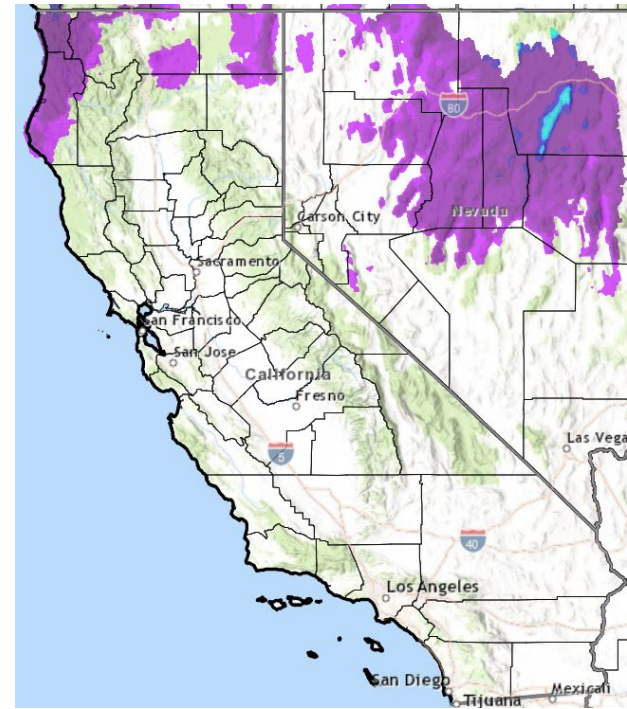 80
Nevada
Carson City
Sacramento
San Francisco
San Jose
California
Fresno
Las Vega
5
40
Los Angeles
San Diego
Tijuana
Mexicali